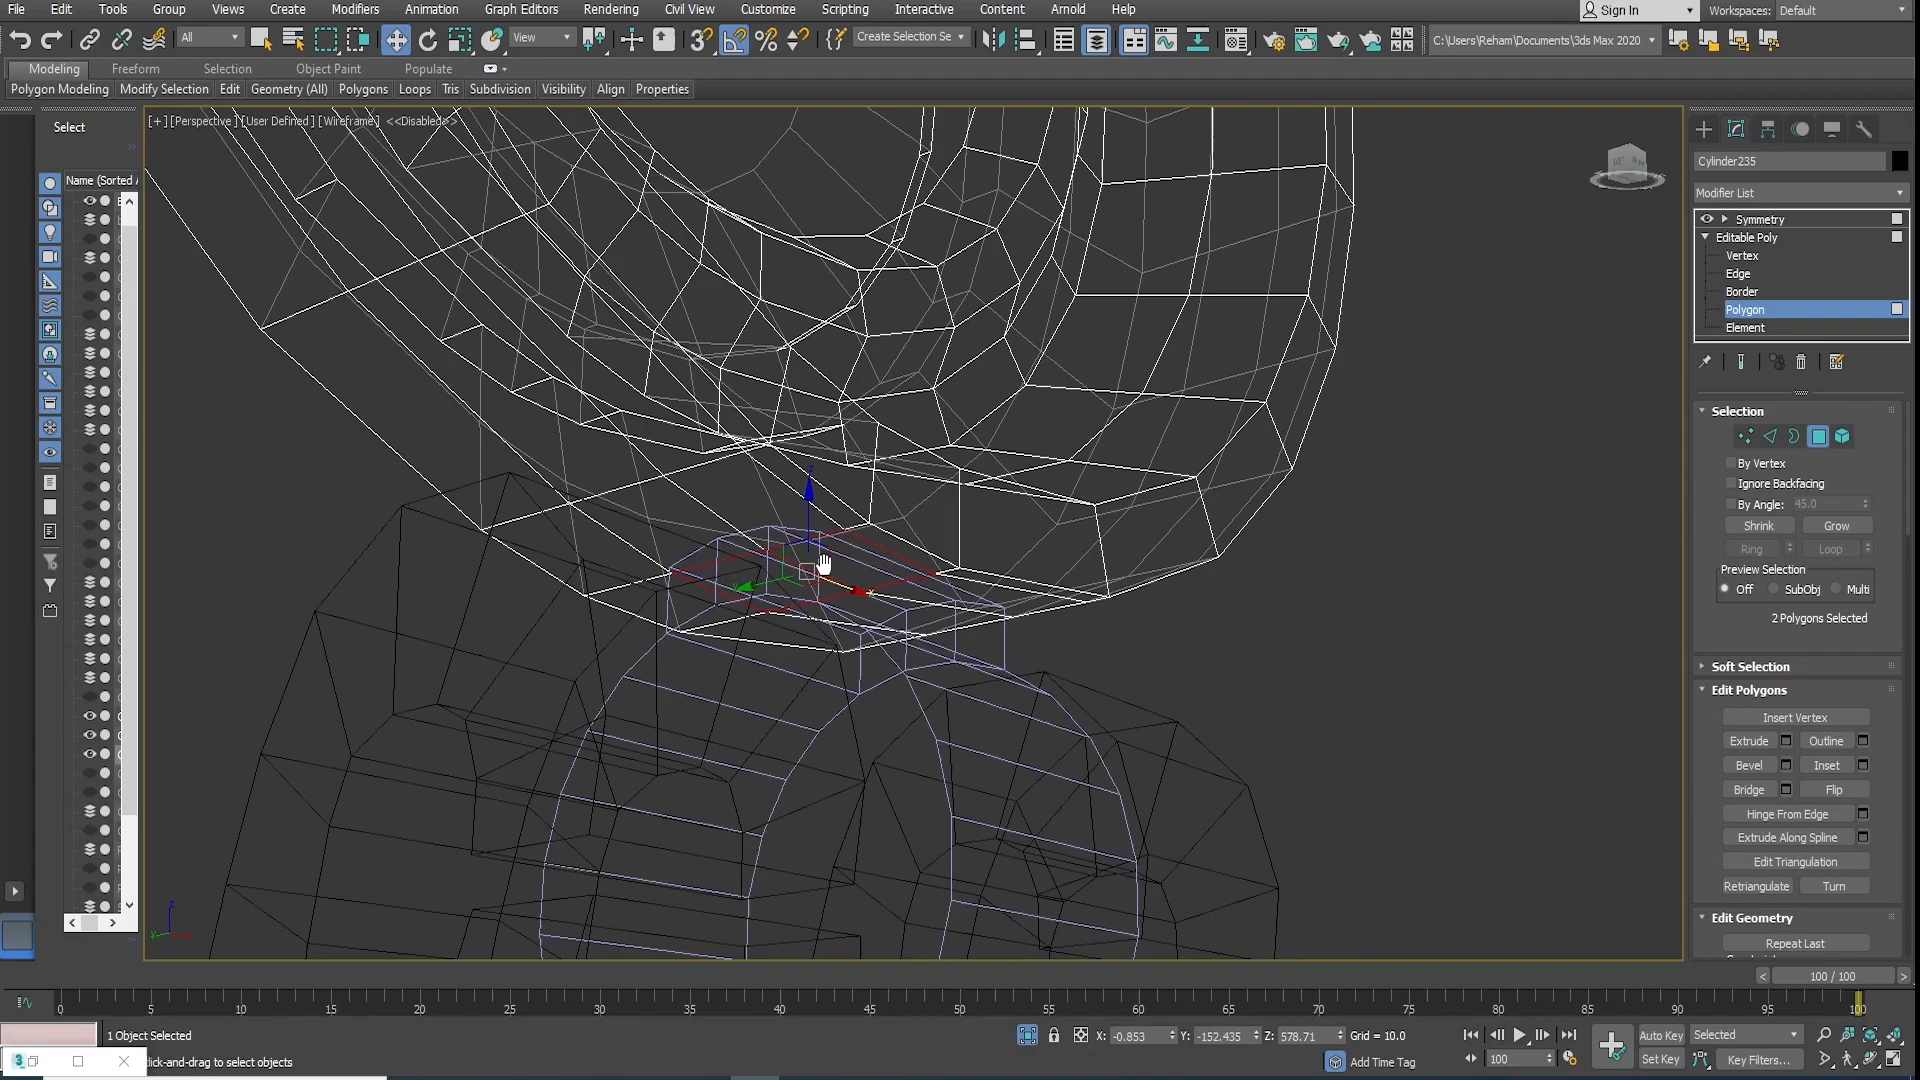 File Edit Tools Group Views Create Modifiers Animation Graph Editors Rendering Civil View Customize Scripting Interactive Content Arnold Help Sign In Workspaces: Default
All View Create Selection Se C:\Users\Reham\Documents\3ds Max 2020
Modeling Freeform Selection Object Paint Populate
Polygon Modeling Modify Selection Edit Geometry (All) Polygons Loops Tris Subdivision Visibility Align Properties
Select
[+] [Perspective] [User Defined] [Wireframe] <<Disabled>>
Name (Sorted
Cylinder235
Modifier List
Symmetry
Editable Poly
Vertex
Edge
Border
Polygon
Element
Selection
By Vertex
Ignore Backfacing
By Angle: 45.0
Shrink Grow
Ring Loop
Preview Selection
Off SubObj Multi
2 Polygons Selected
Soft Selection
Edit Polygons
Insert Vertex
Extrude Outline
Bevel Inset
Bridge Flip
Hinge From Edge
Extrude Along Spline
Edit Triangulation
Retriangulate Turn
Edit Geometry
Repeat Last
100 / 100
0 5 10 15 20 25 30 35 40 45 50 55 60 65 70 75 80 85 90 95 100
1 Object Selected X: -0.853 Y: -152.435 Z: 578.71 Grid = 10.0 Auto Key Selected
click-and-drag to select objects Add Time Tag 100 Set Key Key Filters...